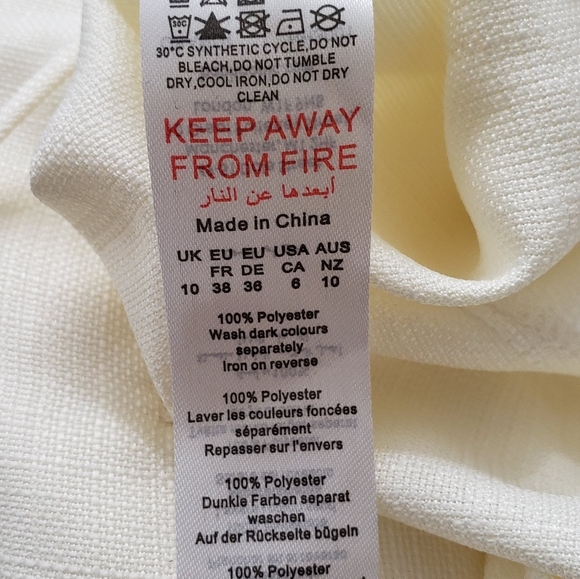 30°C
30°C SYNTHETIC CYCLE,DO NOT
BLEACH,DO NOT TUMBLE
DRY,COOL IRON,DO NOT DRY
CLEAN
KEEP AWAY
FROM FIRE
أبعدها عن النار
Made in China
UK EU EU USA AUS
FR DE CA NZ
10 38 36 6 10
100% Polyester
Wash dark colours
separately
Iron on reverse
100% Polyester
Laver les couleurs foncées
séparément
Repasser sur l'envers
100% Polyester
Dunkle Farben separat
waschen
Auf der Rückseite bügeln
100% Polyester